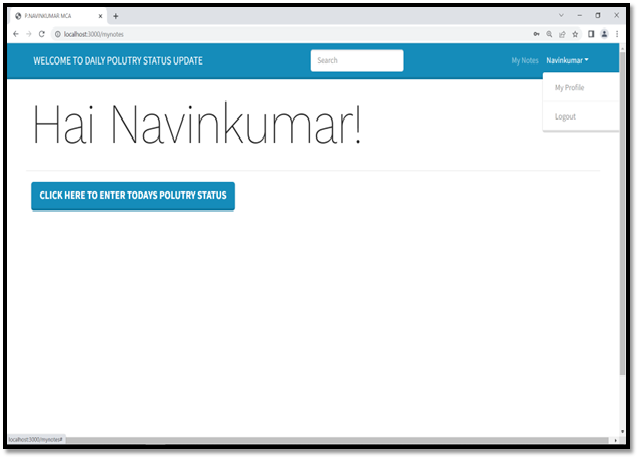 P.NAVINKUMAR MCA
localhost:3000/mynotes
WELCOME TO DAILY POLUTRY STATUS UPDATE
Search
My Notes
Navinkumar
My Profile
Logout
Hai Navinkumar!
CLICK HERE TO ENTER TODAYS POLUTRY STATUS
localhost:3000/mynotes#